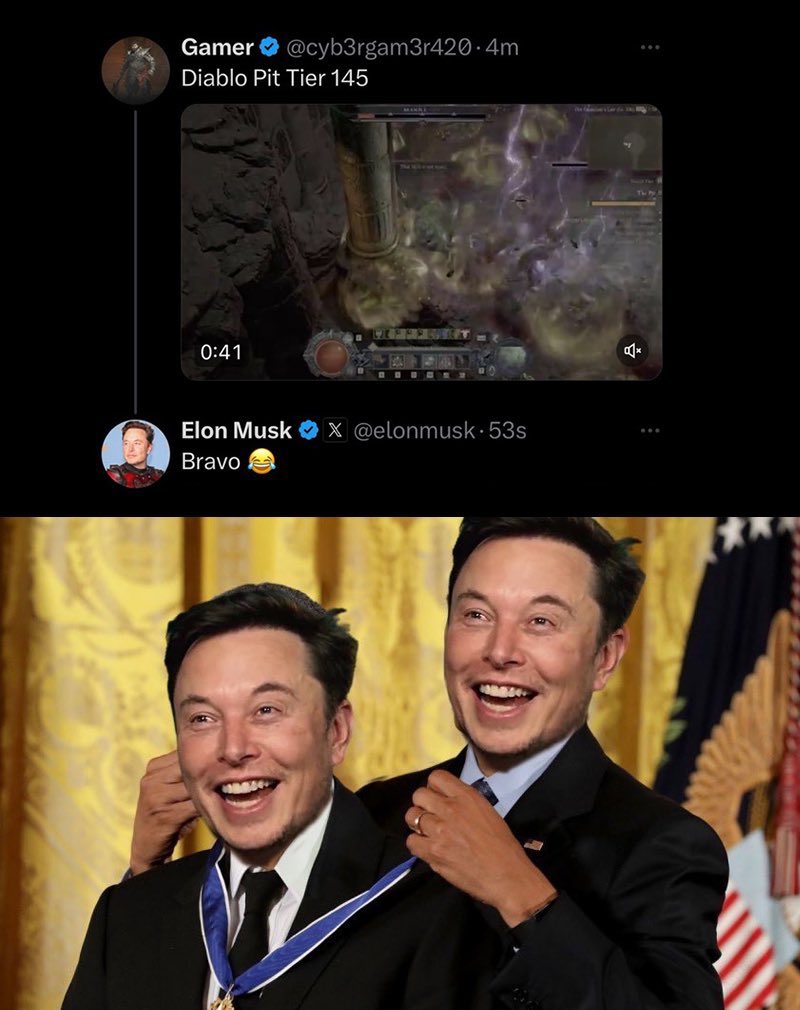 Gamer @cyb3rgam3r420 · 4m
Diablo Pit Tier 145
0:41
Elon Musk X @elonmusk · 53s
Bravo 😂